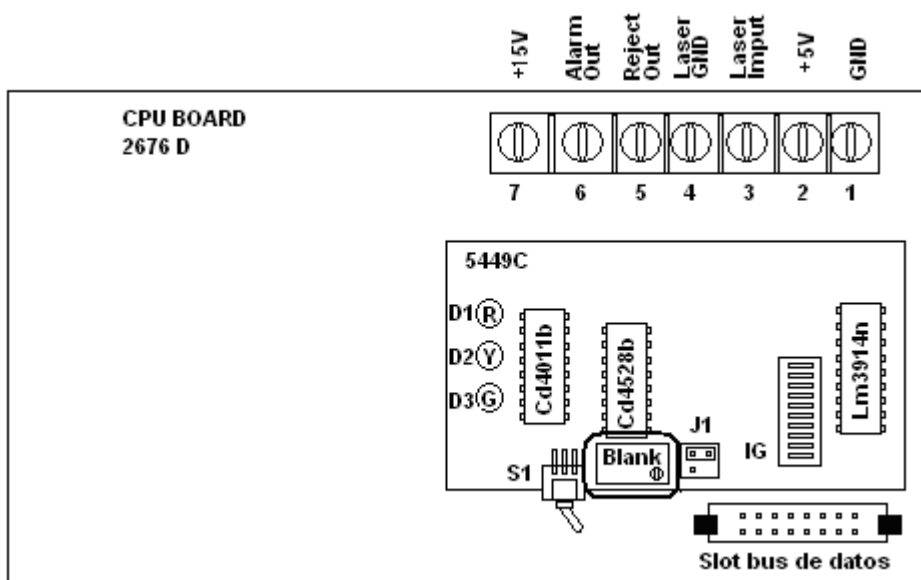 +15V
Alarm
Out
Reject
Out
Laser
GND
Laser
Imput
+5V
GND
CPU BOARD
2676 D
7 6 5 4 3 2 1
5449C
D1 R
D2 Y
D3 G
Cd4011b
Cd4528b
Lm3914n
J1
IG
Blank
S1
Slot bus de datos